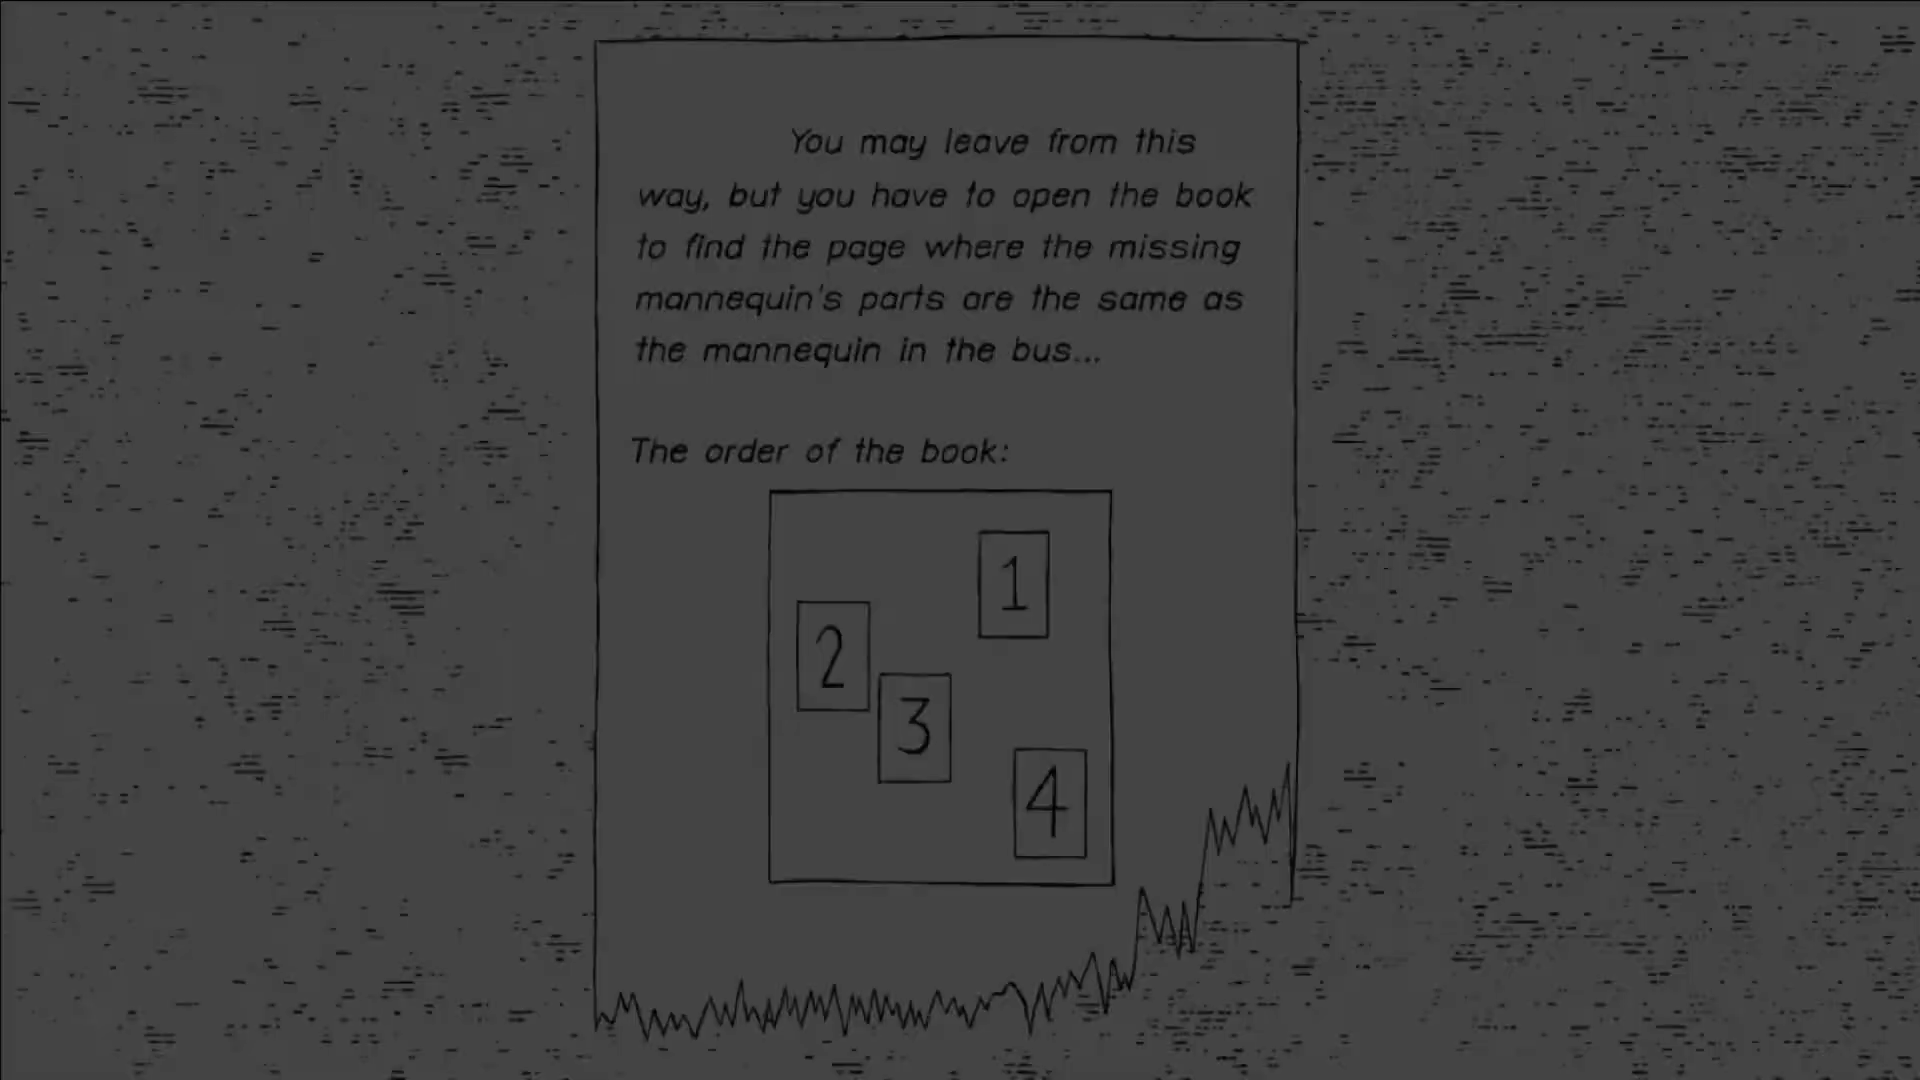 You may leave from this
way, but you have to open the book
to find the page where the missing
mannequin's parts are the same as
the mannequin in the bus...
The order of the book:
1
2
3
4